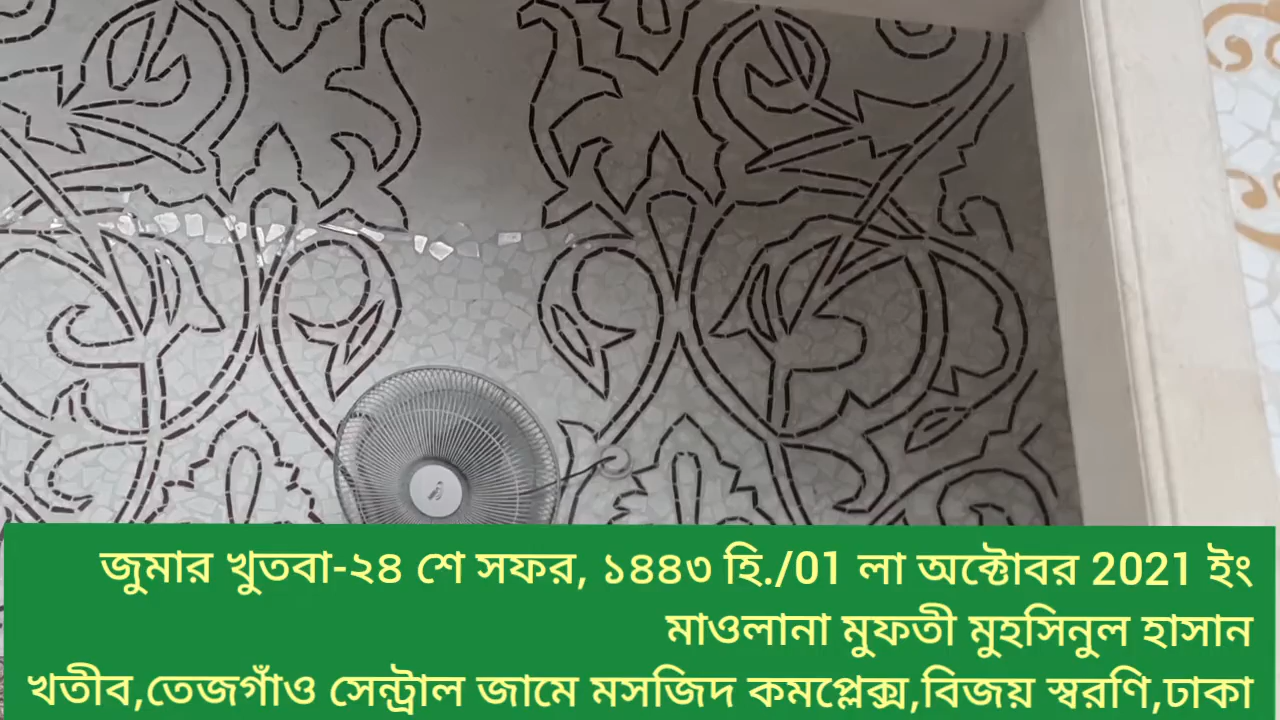 জুমার খুতবা-২৪ শে সফর, ১৪৪৩ হি./01 লা অক্টোবর 2021 ইং
মাওলানা মুফতী মুহসিনুল হাসান
খতীব,তেজগাঁও সেন্ট্রাল জামে মসজিদ কমপ্লেক্স,বিজয় স্বরণি,ঢাকা